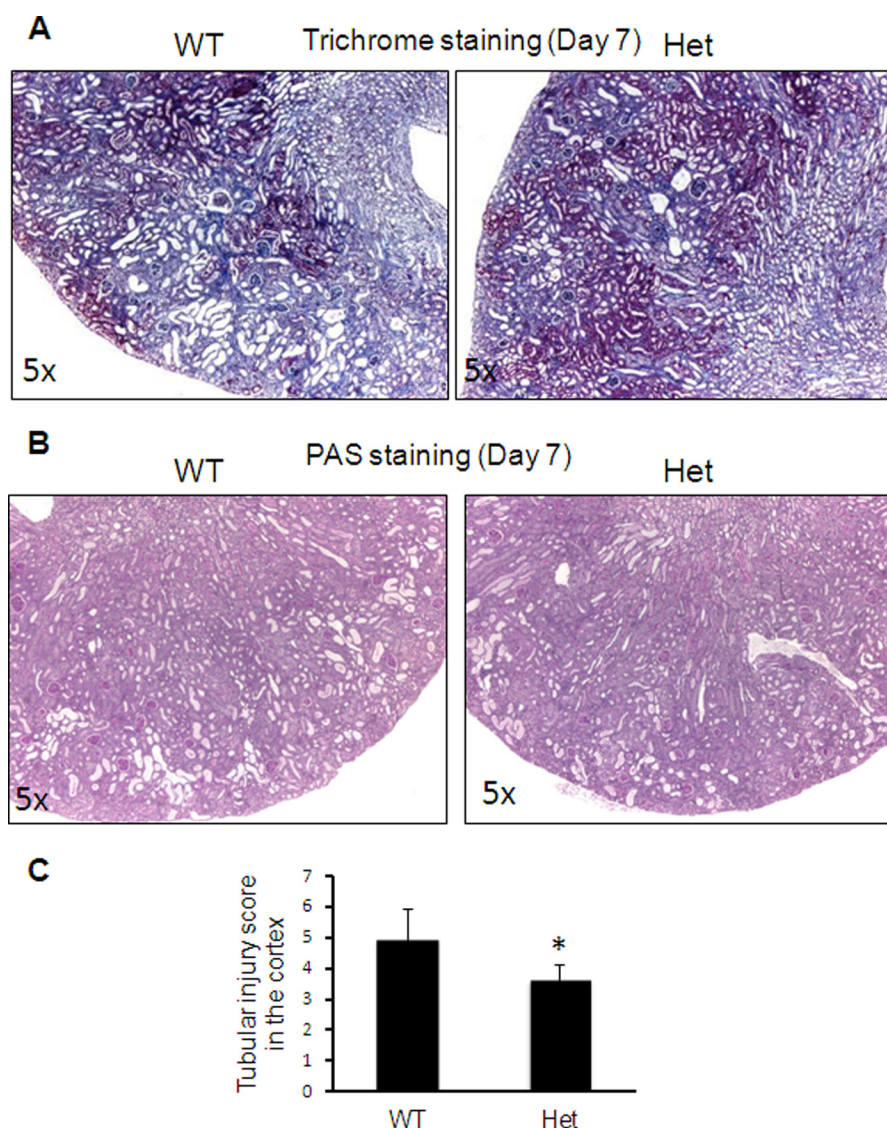 A
WT Trichrome staining (Day 7) Het
5x 5x
B
WT PAS staining (Day 7) Het
5x 5x
C
Tubular injury score
in the cortex
7
6
5
4
3
2
1
0
*
WT Het